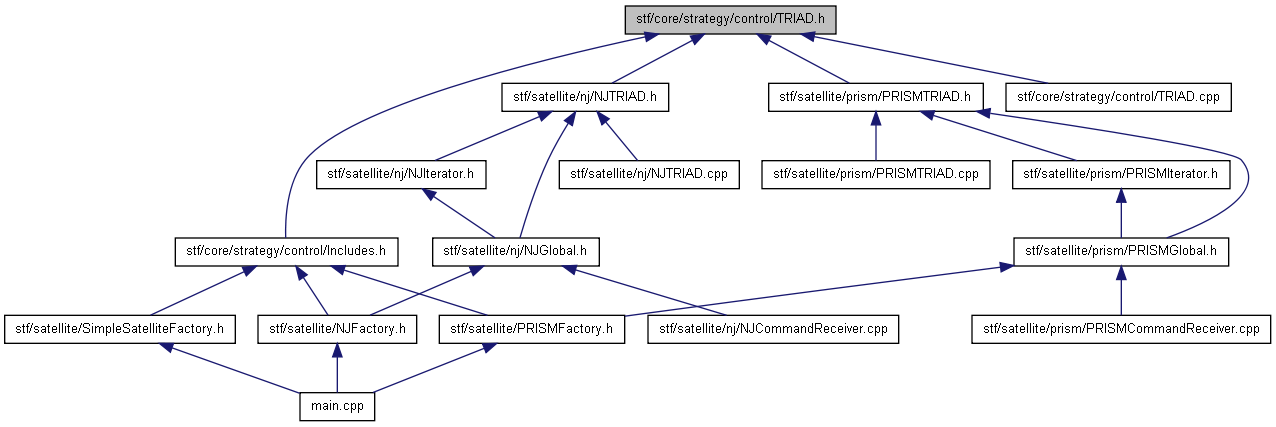 stf/core/strategy/control/TRIAD.h
stf/satellite/nj/NJTRIAD.h
stf/satellite/prism/PRISMTRIAD.h
stf/core/strategy/control/TRIAD.cpp
stf/satellite/nj/NJIterator.h
stf/satellite/nj/NJTRIAD.cpp
stf/satellite/prism/PRISMTRIAD.cpp
stf/satellite/prism/PRISMIterator.h
stf/core/strategy/control/Includes.h
stf/satellite/nj/NJGlobal.h
stf/satellite/prism/PRISMGlobal.h
stf/satellite/SimpleSatelliteFactory.h
stf/satellite/NJFactory.h
stf/satellite/PRISMFactory.h
stf/satellite/nj/NJCommandReceiver.cpp
stf/satellite/prism/PRISMCommandReceiver.cpp
main.cpp